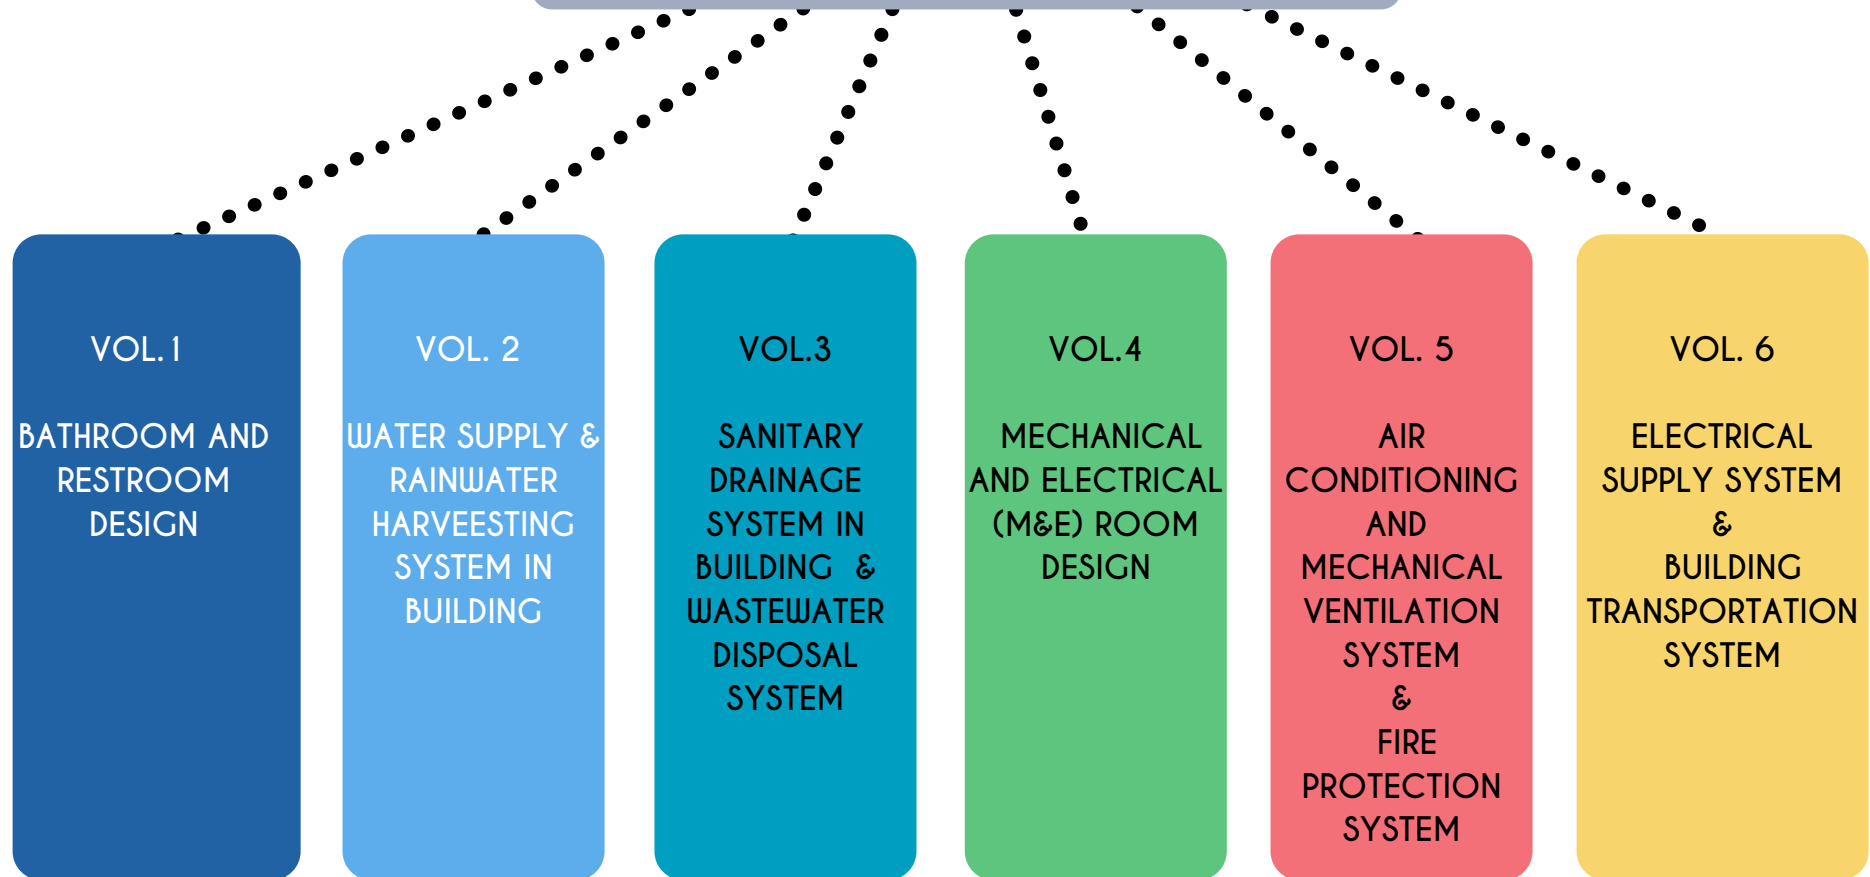 VOL.1
BATHROOM AND
RESTROOM
DESIGN
VOL. 2
WATER SUPPLY &
RAINWATER
HARVEESTING
SYSTEM IN
BUILDING
VOL.3
SANITARY
DRAINAGE
SYSTEM IN
BUILDING &
WASTEWATER
DISPOSAL
SYSTEM
VOL.4
MECHANICAL
AND ELECTRICAL
(M&E) ROOM
DESIGN
VOL. 5
AIR
CONDITIONING
AND
MECHANICAL
VENTILATION
SYSTEM
&
FIRE
PROTECTION
SYSTEM
VOL. 6
ELECTRICAL
SUPPLY SYSTEM
&
BUILDING
TRANSPORTATION
SYSTEM